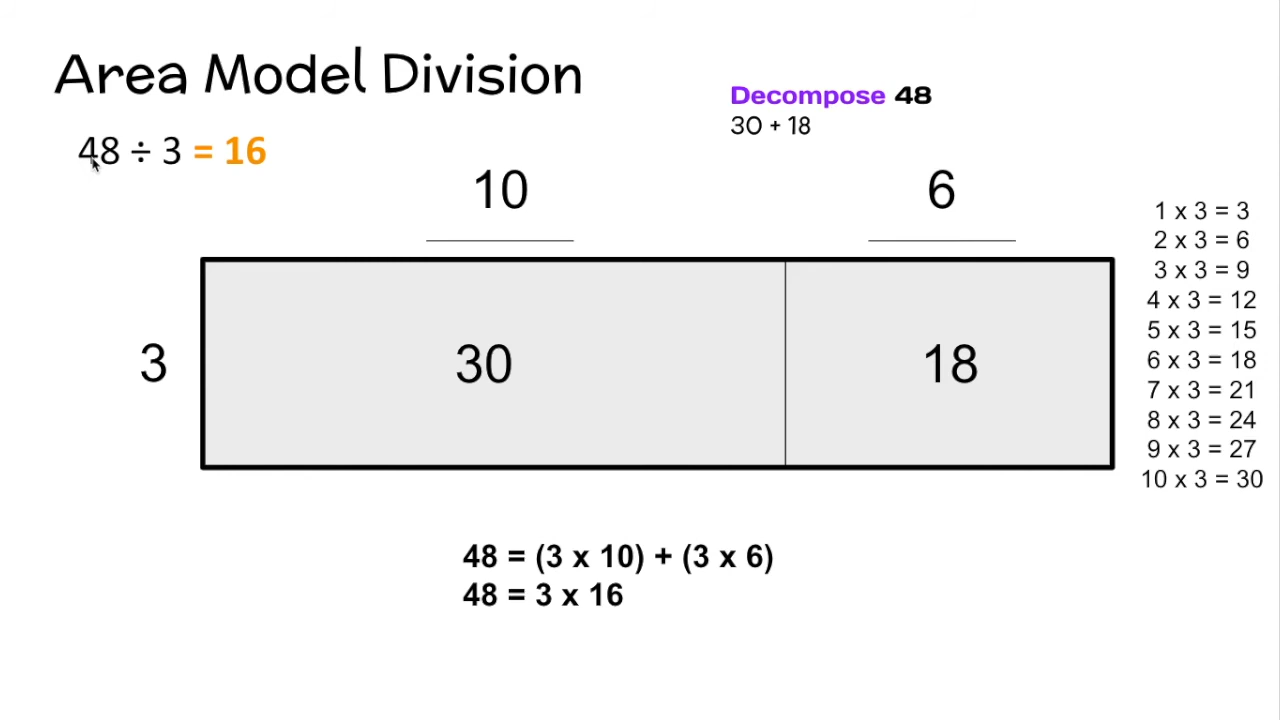 Area Model Division
48 ÷ 3 = 16
Decompose 48
30 + 18
10
6
3
30
18
1 x 3 = 3
2 x 3 = 6
3 x 3 = 9
4 x 3 = 12
5 x 3 = 15
6 x 3 = 18
7 x 3 = 21
8 x 3 = 24
9 x 3 = 27
10 x 3 = 30
48 = (3 x 10) + (3 x 6)
48 = 3 x 16